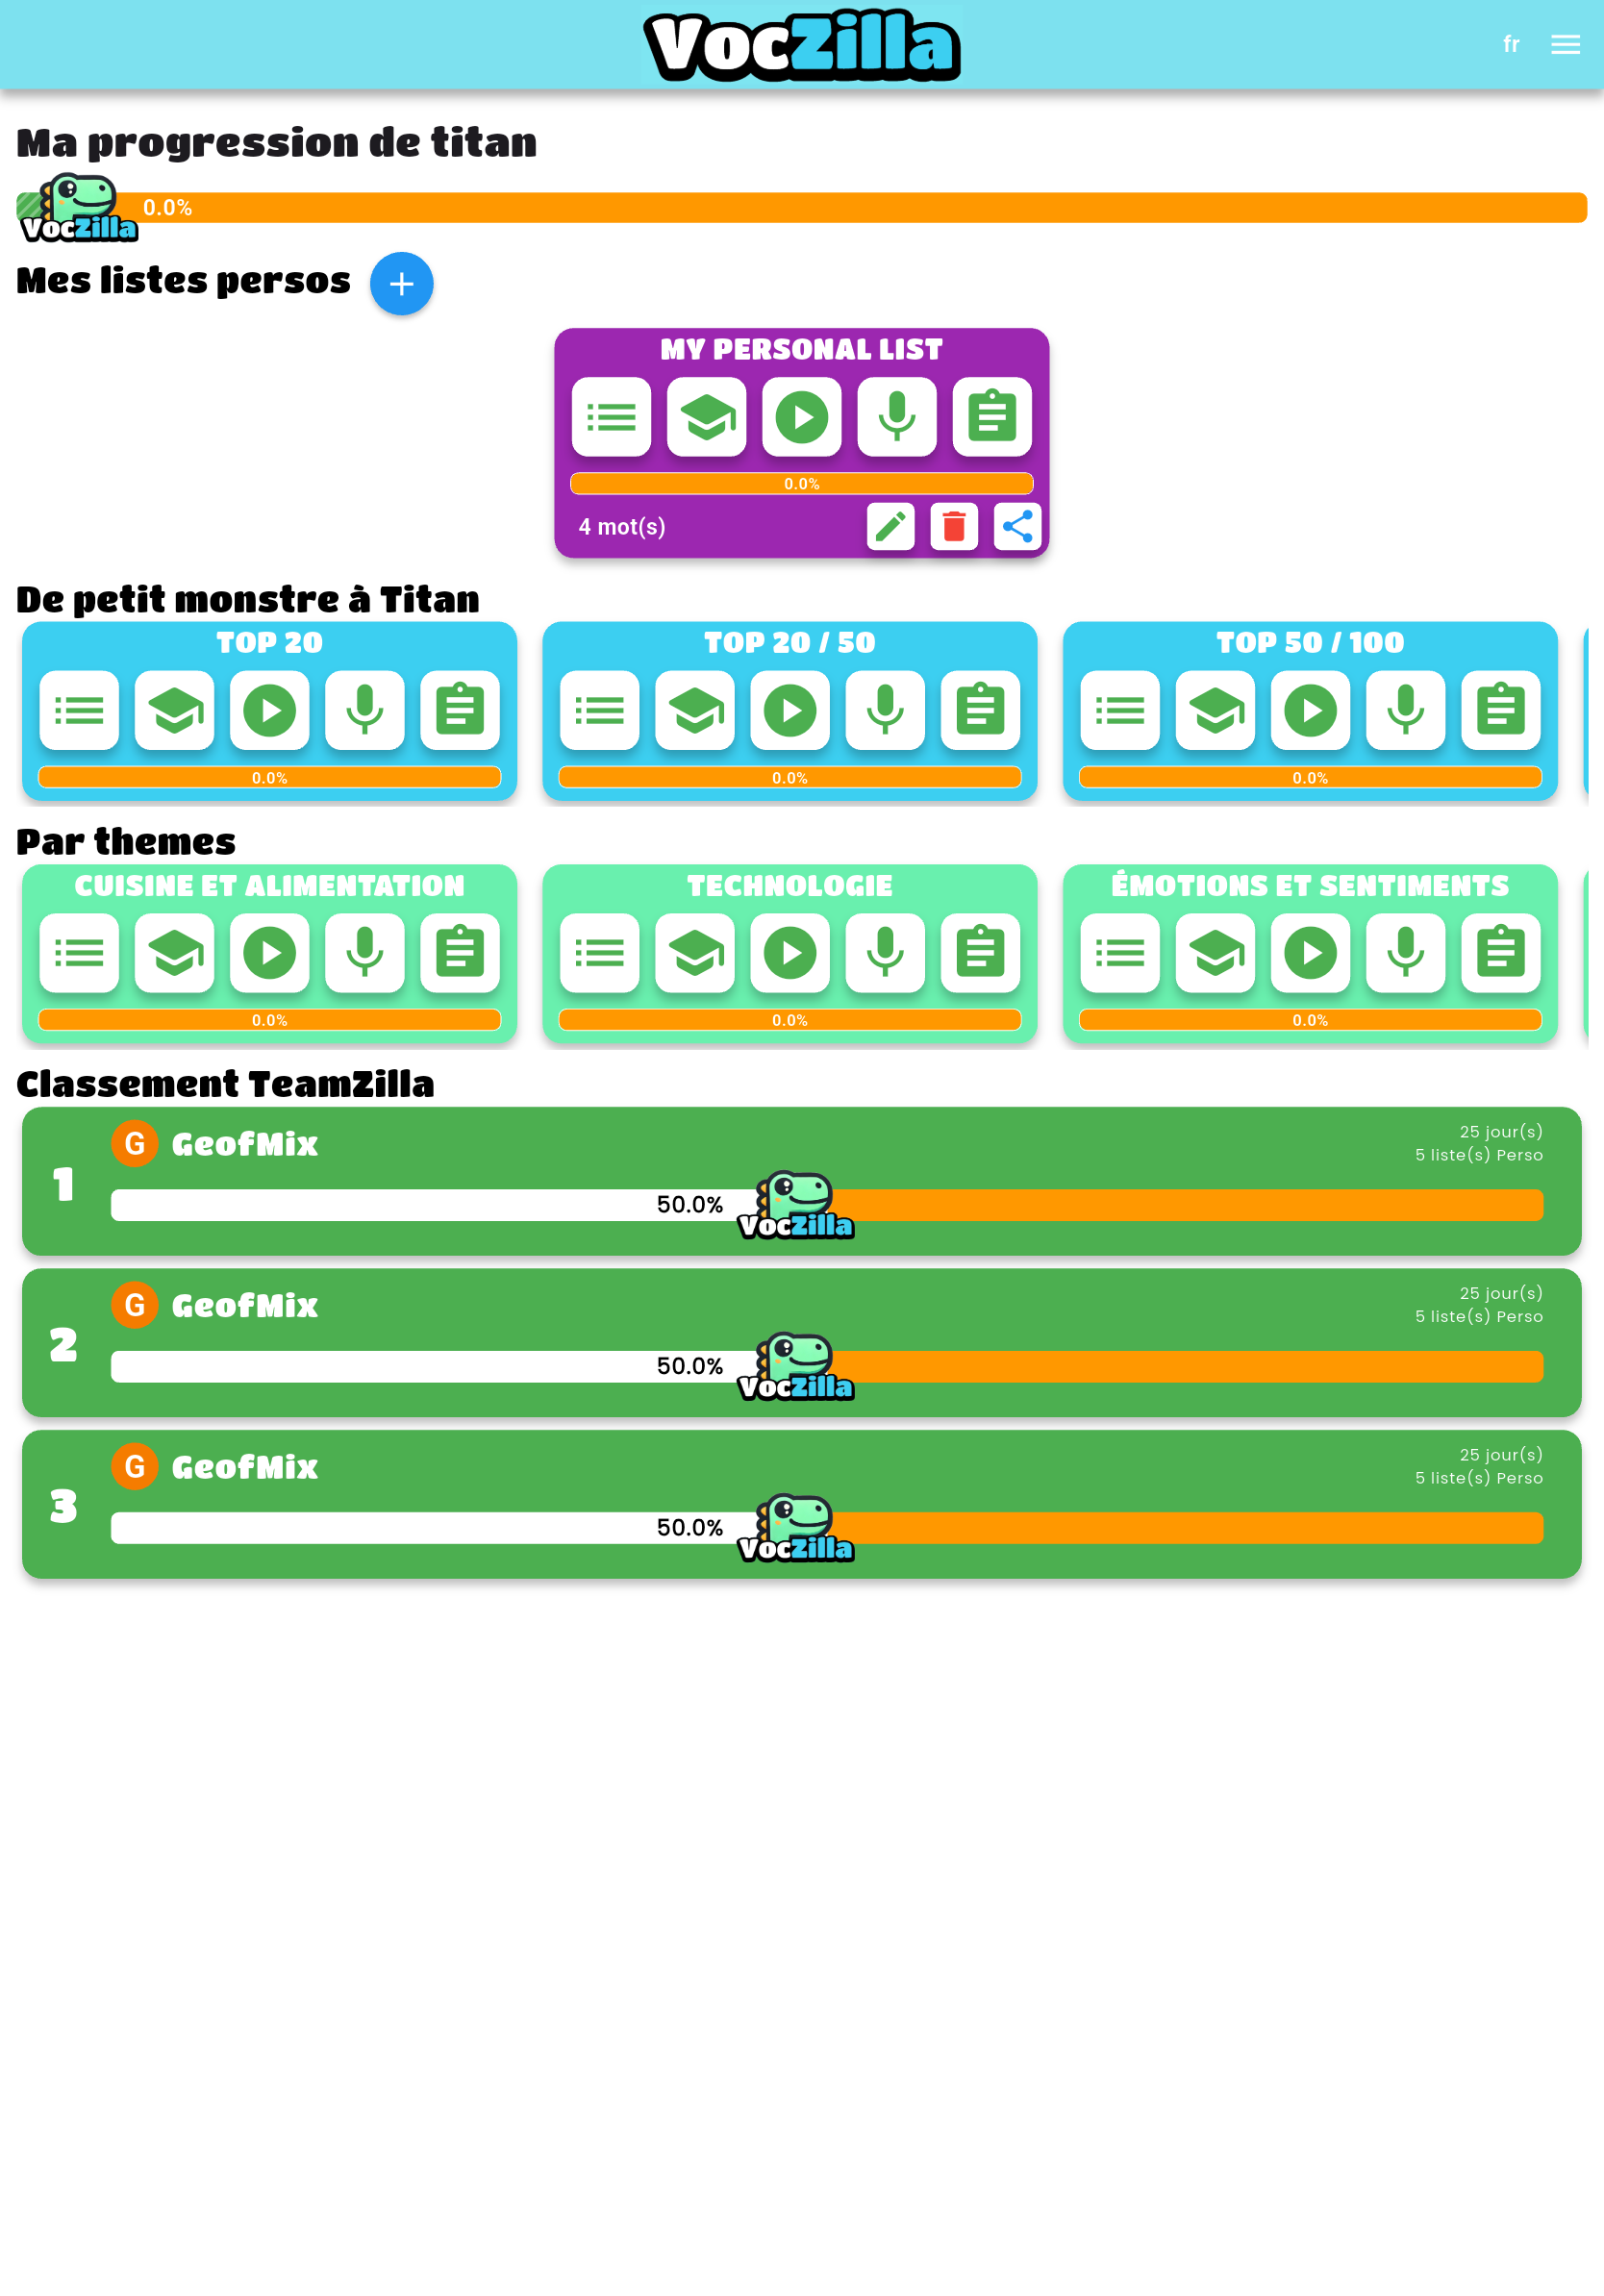 VocZilla
fr
Ma progression de titan
VocZilla
0.0%
Mes listes persos
MY PERSONAL LIST
0.0%
4 mot(s)
De petit monstre à Titan
TOP 20
TOP 20 / 50
TOP 50 / 100
0.0%
0.0%
0.0%
Par themes
CUISINE ET ALIMENTATION
TECHNOLOGIE
ÉMOTIONS ET SENTIMENTS
0.0%
0.0%
0.0%
Classement TeamZilla
1
G
GeofMix
25 jour(s)
5 liste(s) Perso
50.0%
VocZilla
2
G
GeofMix
25 jour(s)
5 liste(s) Perso
50.0%
VocZilla
3
G
GeofMix
25 jour(s)
5 liste(s) Perso
50.0%
VocZilla